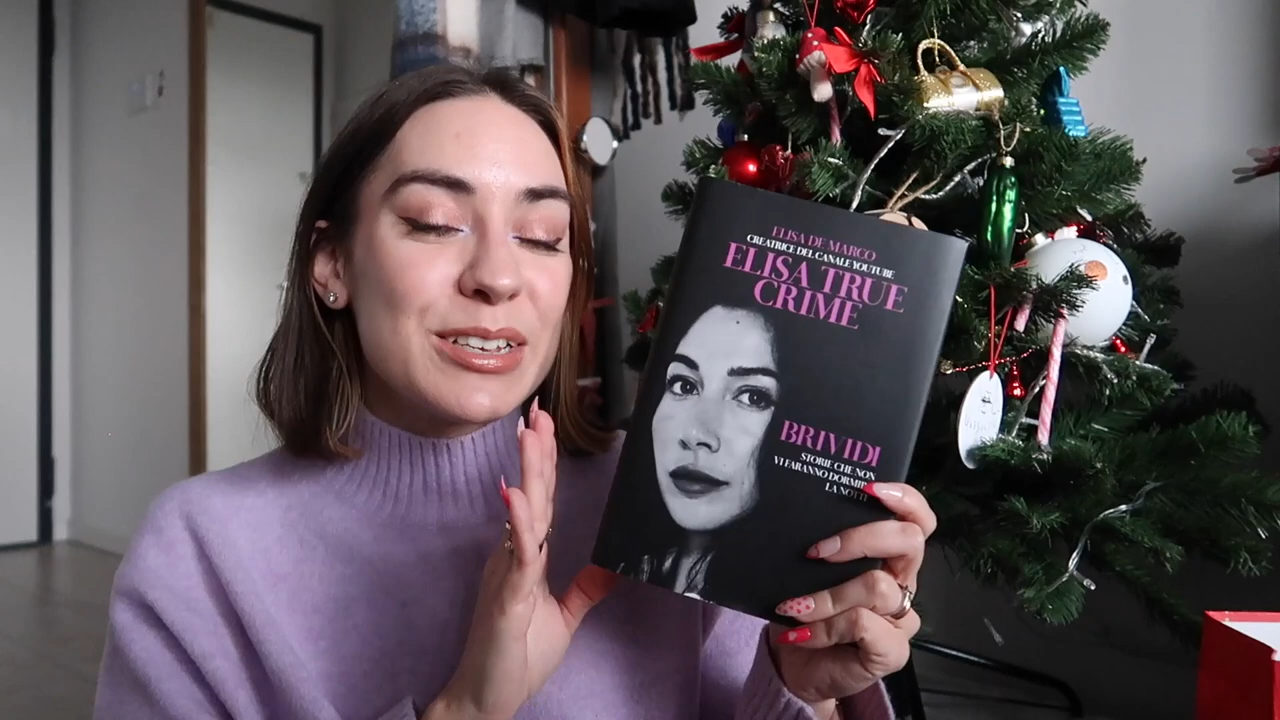 ELISA DE MARCO
CREATRICE DEL CANALE YOUTUBE
ELISA TRUE
CRIME
BRIVIDI
STORIE CHE NON
VI FARANNO DORMIRE
LA NOTTE